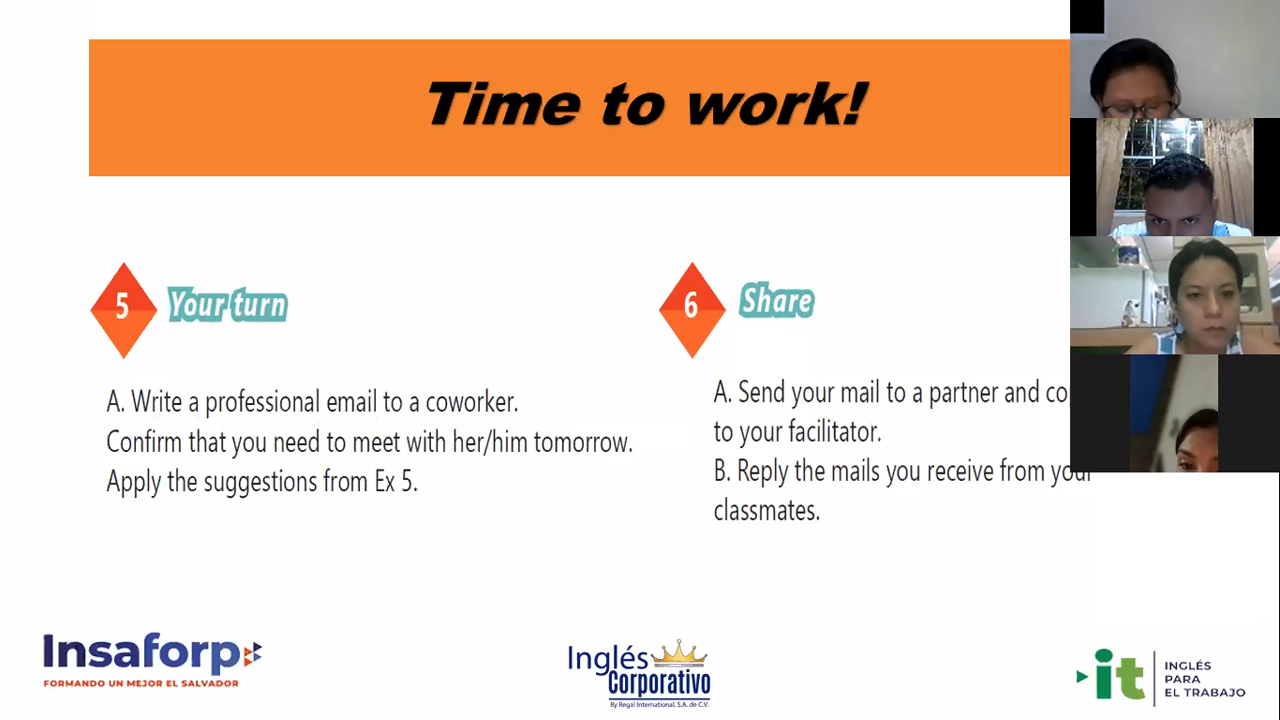 Time to work!
5
Your turn
A. Write a professional email to a coworker.
Confirm that you need to meet with her/him tomorrow.
Apply the suggestions from Ex 5.
6
Share
A. Send your mail to a partner and
to your facilitator.
B. Reply the mails you receive from your
classmates.
Insaforp
FORMANDO UN MEJOR EL SALVADOR
Inglés
Corporativo
By Regal International, S.A. de C.V.
it
INGLÉS
PARA
EL TRABAJO